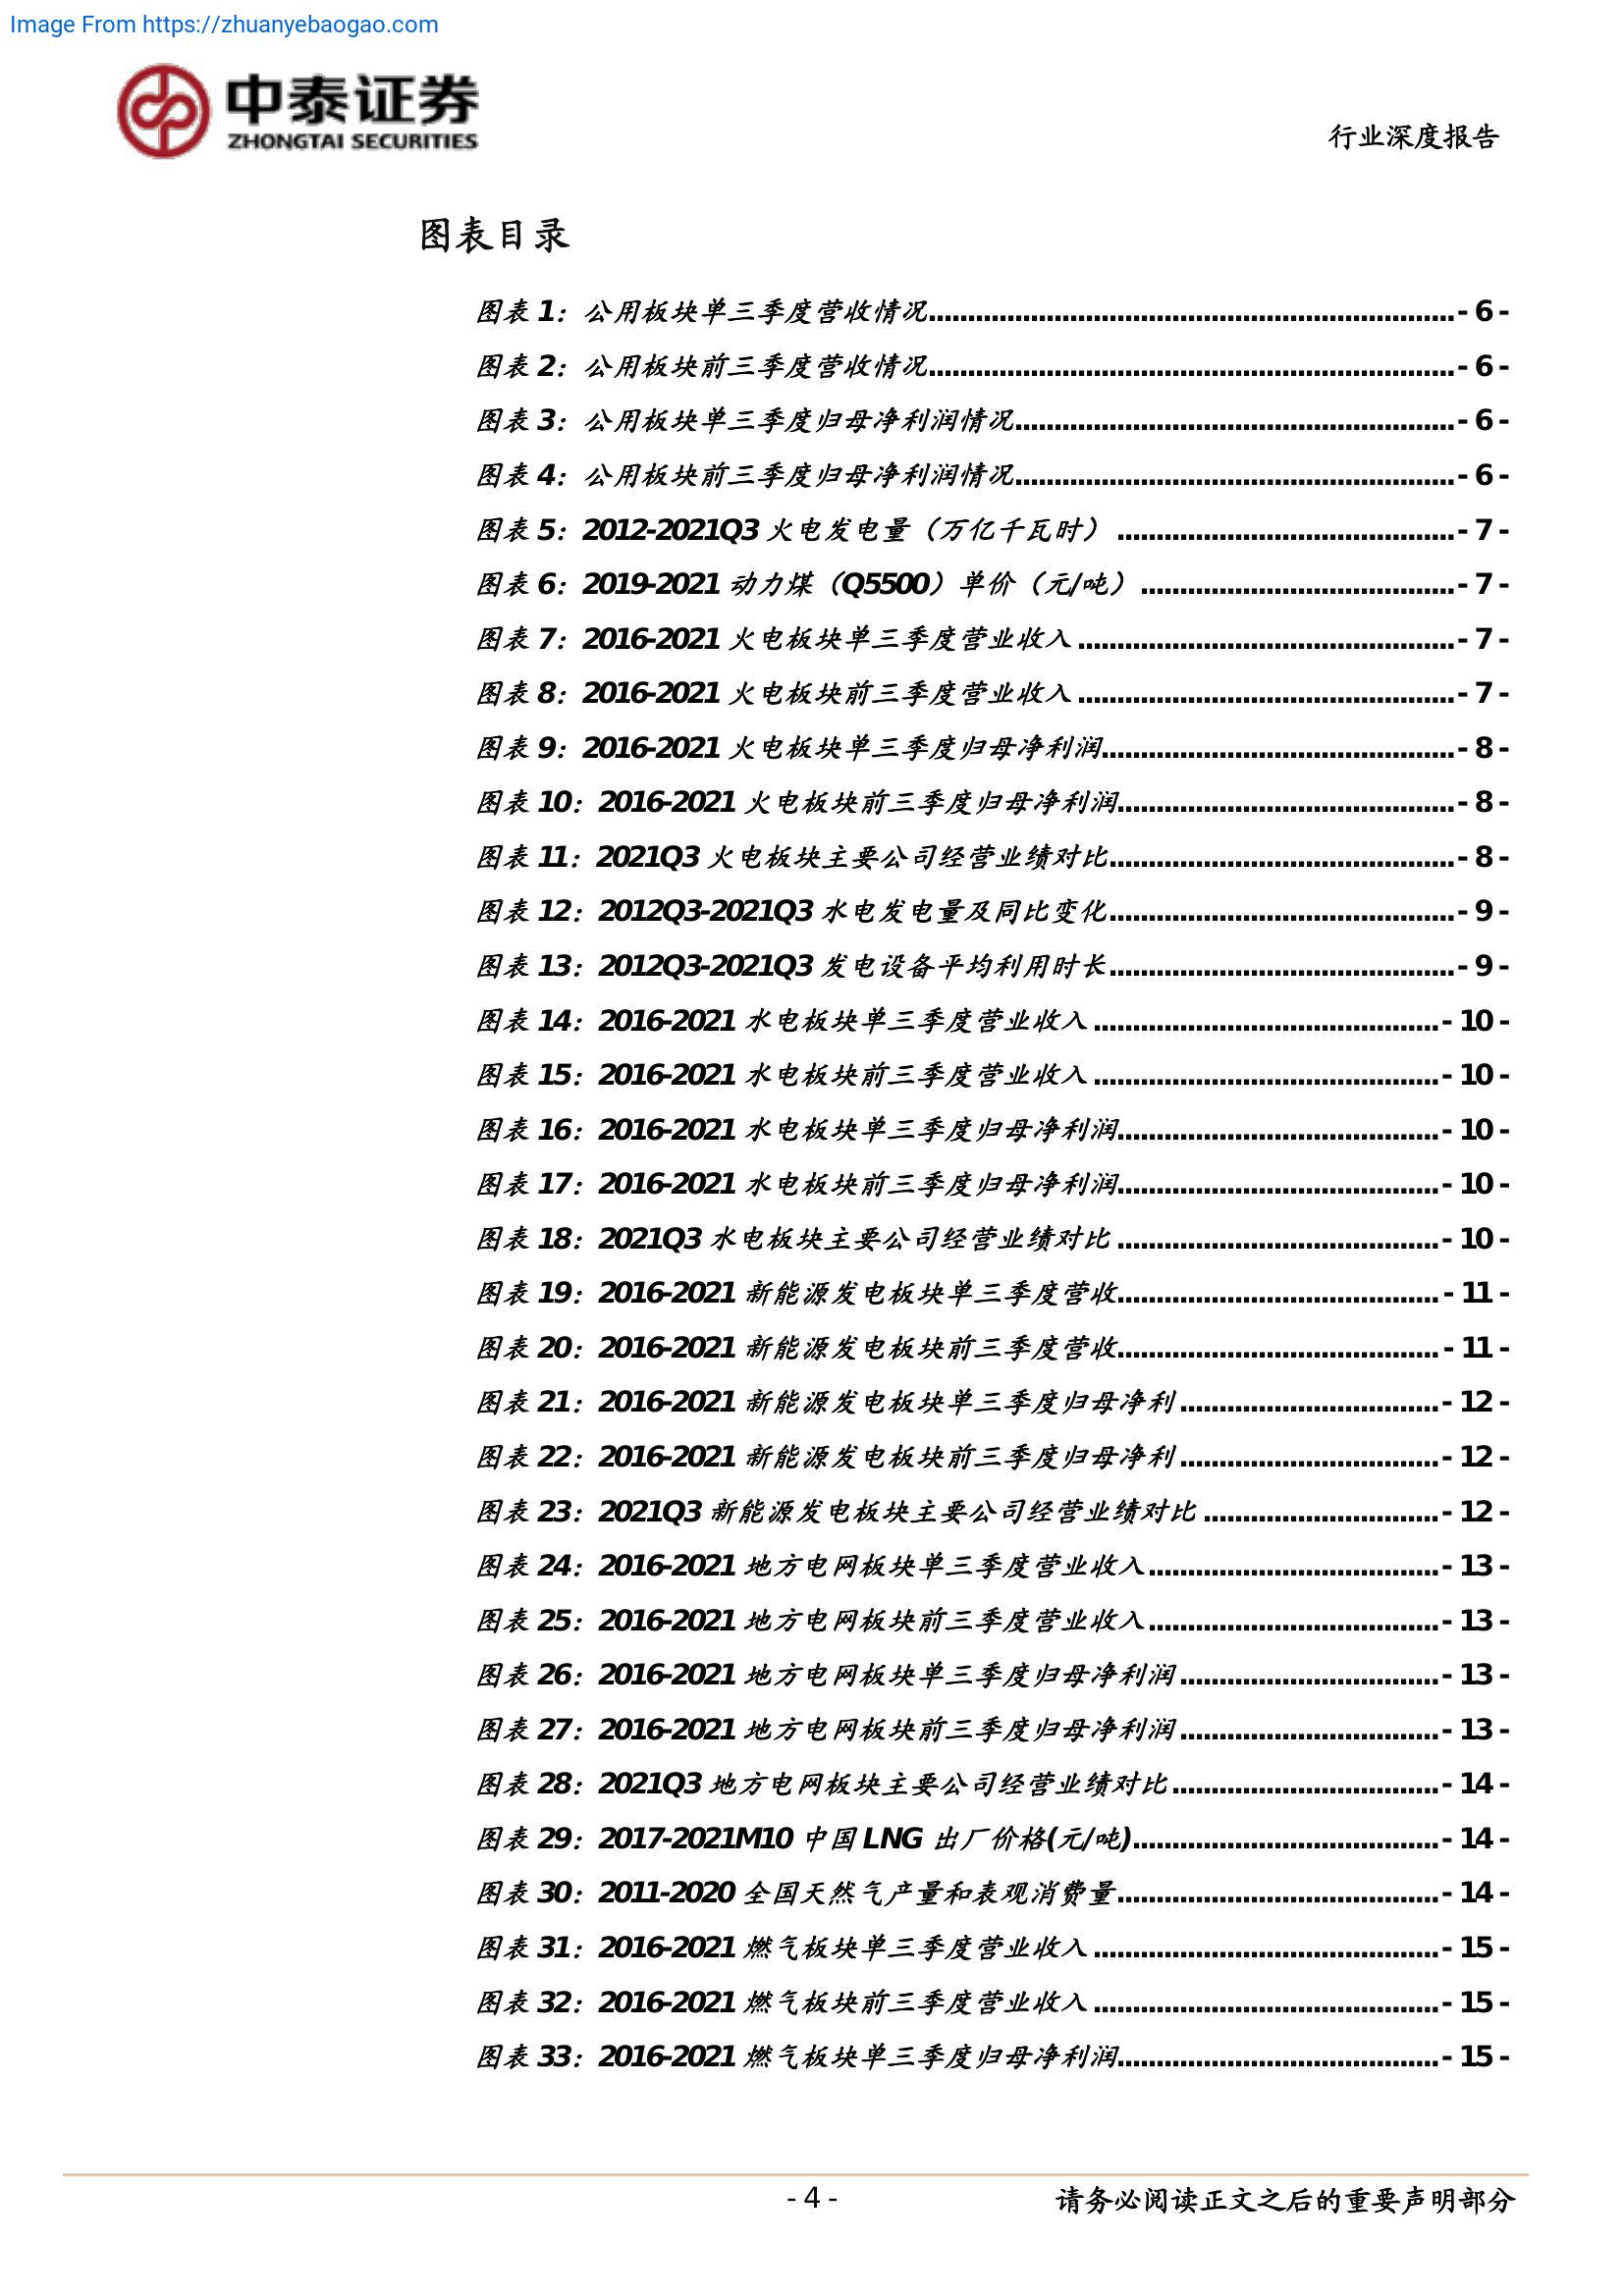 Image From https://zhuanyebaogao.com
中泰证券
ZHONGTAI SECURITIES
行业深度报告
图表目录
图表 1：公用板块单三季度营收情况...................................................................- 6 -
图表 2：公用板块前三季度营收情况...................................................................- 6 -
图表 3：公用板块单三季度归母净利润情况........................................................- 6 -
图表 4：公用板块前三季度归母净利润情况........................................................- 6 -
图表 5：2012-2021Q3 火电发电量（万亿千瓦时） ...........................................- 7 -
图表 6：2019-2021 动力煤（Q5500）单价（元/吨） ........................................- 7 -
图表 7：2016-2021 火电板块单三季度营业收入 ................................................- 7 -
图表 8：2016-2021 火电板块前三季度营业收入 ................................................- 7 -
图表 9：2016-2021 火电板块单三季度归母净利润.............................................- 8 -
图表 10：2016-2021 火电板块前三季度归母净利润...........................................- 8 -
图表 11：2021Q3 火电板块主要公司经营业绩对比............................................- 8 -
图表 12：2012Q3-2021Q3 水电发电量及同比变化............................................- 9 -
图表 13：2012Q3-2021Q3 发电设备平均利用时长............................................- 9 -
图表 14：2016-2021 水电板块单三季度营业收入 ............................................- 10 -
图表 15：2016-2021 水电板块前三季度营业收入 ............................................- 10 -
图表 16：2016-2021 水电板块单三季度归母净利润.........................................- 10 -
图表 17：2016-2021 水电板块前三季度归母净利润.........................................- 10 -
图表 18：2021Q3 水电板块主要公司经营业绩对比 .........................................- 10 -
图表 19：2016-2021 新能源发电板块单三季度营收.........................................- 11 -
图表 20：2016-2021 新能源发电板块前三季度营收.........................................- 11 -
图表 21：2016-2021 新能源发电板块单三季度归母净利 .................................- 12 -
图表 22：2016-2021 新能源发电板块前三季度归母净利 .................................- 12 -
图表 23：2021Q3 新能源发电板块主要公司经营业绩对比 ..............................- 12 -
图表 24：2016-2021 地方电网板块单三季度营业收入.....................................- 13 -
图表 25：2016-2021 地方电网板块前三季度营业收入.....................................- 13 -
图表 26：2016-2021 地方电网板块单三季度归母净利润 .................................- 13 -
图表 27：2016-2021 地方电网板块前三季度归母净利润 .................................- 13 -
图表 28：2021Q3 地方电网板块主要公司经营业绩对比..................................- 14 -
图表 29：2017-2021M10 中国 LNG 出厂价格(元/吨).......................................- 14 -
图表 30：2011-2020 全国天然气产量和表观消费量.........................................- 14 -
图表 31：2016-2021 燃气板块单三季度营业收入 ............................................- 15 -
图表 32：2016-2021 燃气板块前三季度营业收入 ............................................- 15 -
图表 33：2016-2021 燃气板块单三季度归母净利润.........................................- 15 -
- 4 -
请务必阅读正文之后的重要声明部分